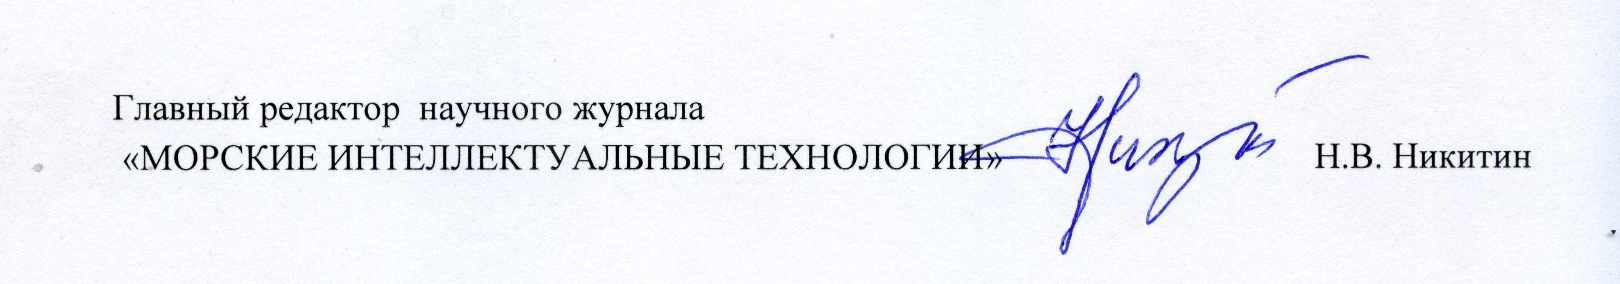 Главный редактор научного журнала
«МОРСКИЕ ИНТЕЛЛЕКТУАЛЬНЫЕ ТЕХНОЛОГИИ» Н.В. Никитин